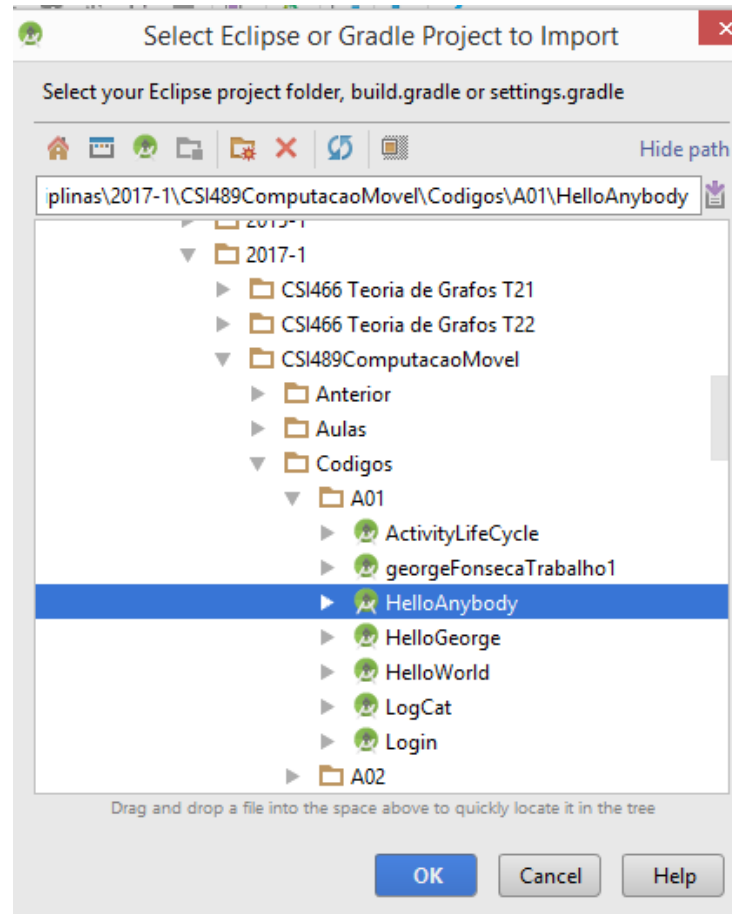 Select Eclipse or Gradle Project to Import
Select your Eclipse project folder, build.gradle or settings.gradle
Hide path
iplinas\2017-1\CSI489ComputacaoMovel\Codigos\A01\HelloAnybody
2017-1
CSI466 Teoria de Grafos T21
CSI466 Teoria de Grafos T22
CSI489ComputacaoMovel
Anterior
Aulas
Codigos
A01
ActivityLifeCycle
georgeFonsecaTrabalho1
HelloAnybody
HelloGeorge
HelloWorld
LogCat
Login
A02
Drag and drop a file into the space above to quickly locate it in the tree
OK
Cancel
Help